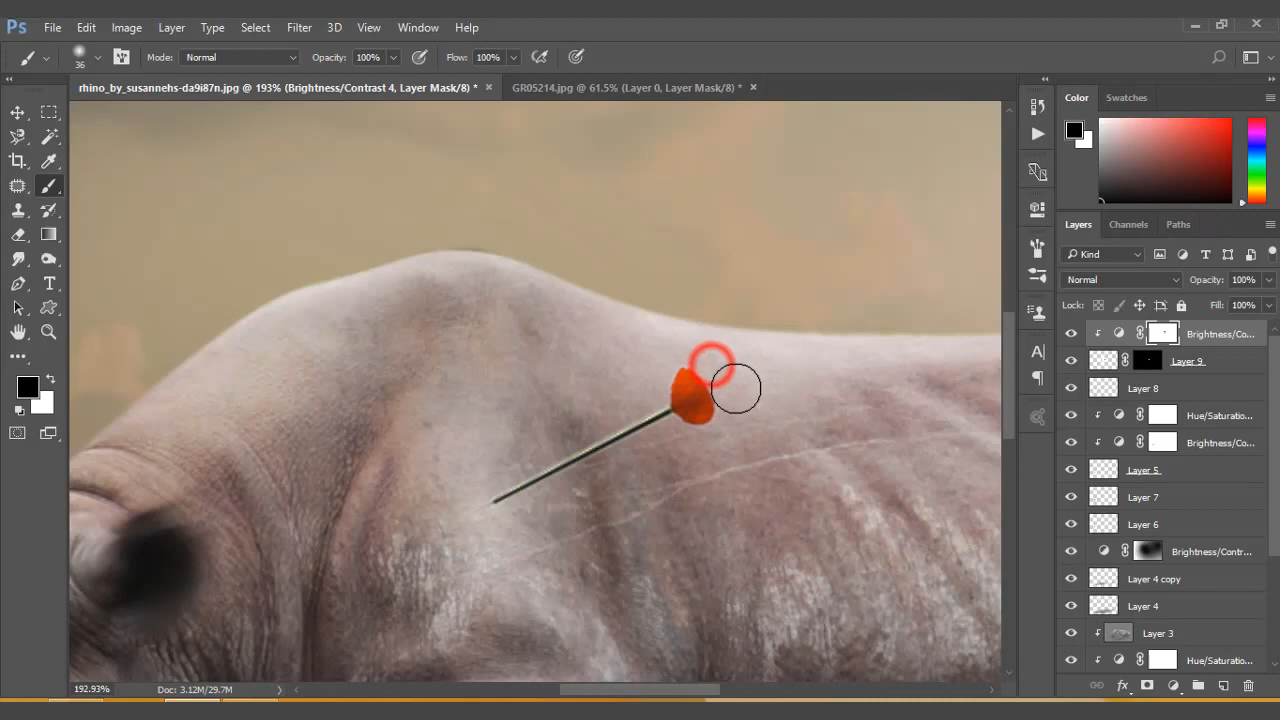 Ps File Edit Image Layer Type Select Filter 3D View Window Help
36 Mode: Normal Opacity: 100% Flow: 100%
rhino_by_susannehs-da9i87n.jpg @ 193% (Brightness/Contrast 4, Layer Mask/8) * × GR05214.jpg @ 61.5% (Layer 0, Layer Mask/8) * ×
Color Swatches
Layers Channels Paths
Kind
Normal Opacity: 100%
Lock: Fill: 100%
Brightness/Co...
Layer 9
Layer 8
Hue/Saturatio...
Brightness/Co...
Layer 5
Layer 7
Layer 6
Brightness/Contr...
Layer 4 copy
Layer 4
Layer 3
Hue/Saturatio...
192.93% Doc: 3.12M/29.7M